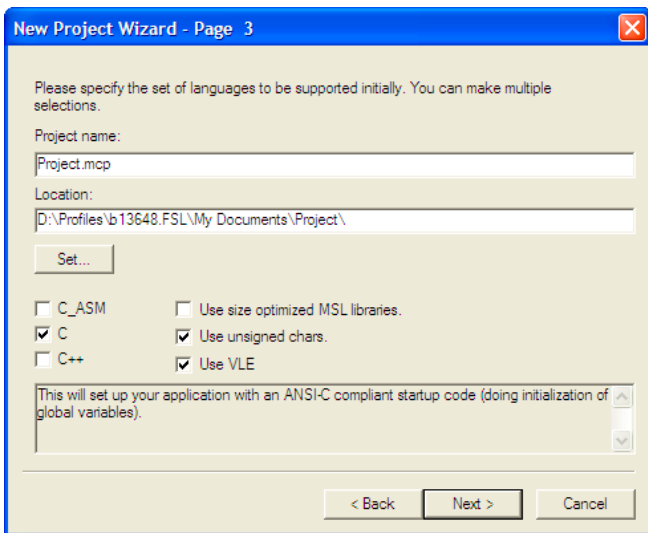 New Project Wizard - Page 3
Please specify the set of languages to be supported initially. You can make multiple
selections.
Project name:
Project.mcp
Location:
D:\Profiles\b13648.FSL\My Documents\Project\
Set...
C_ASM
Use size optimized MSL libraries.
C
Use unsigned chars.
C++
Use VLE
This will set up your application with an ANSI-C compliant startup code (doing initialization of
global variables).
< Back
Next >
Cancel